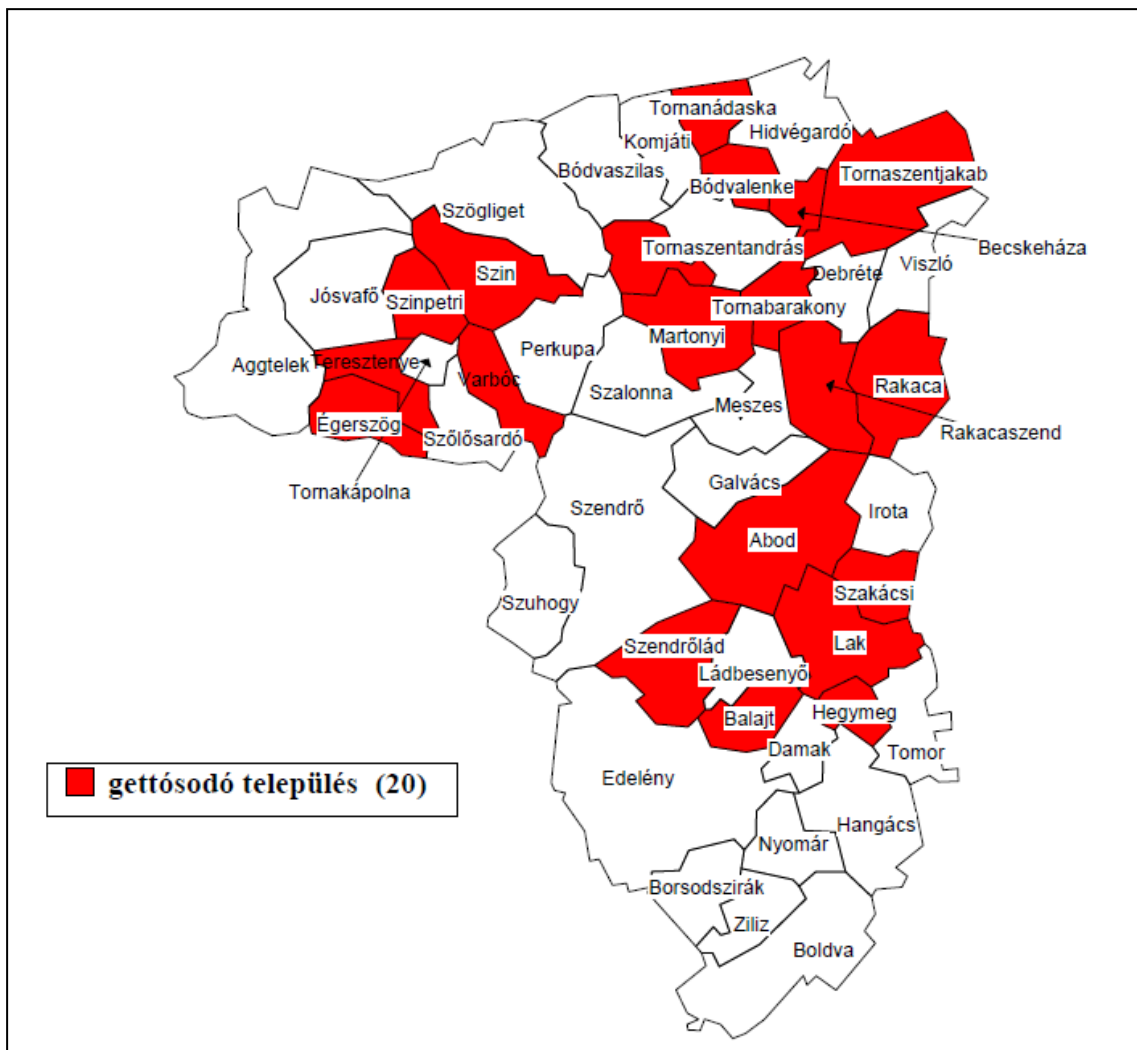 Tornanádaska
Hidvégardó
Komjáti
Bódvaszilas
Tornaszentjakab
Bódvalenke
Szögliget
Becskeháza
Tornaszentandrás
Viszló
Debréte
Szin
Jósvafő
Szinpetri
Tornabarakony
Martonyi
Perkupa
Aggtelek
Teresztenye
Varbóc
Rakaca
Szalonna
Meszes
Égerszög
Szőlősardó
Rakacaszend
Tornakápolna
Galvács
Szendrő
Irota
Abod
Szakácsi
Szuhogy
Lak
Szendrőlád
Ládbesenyő
Hegymeg
Balajt
Damak
Tomor
Edelény
gettósodó település (20)
Hangács
Nyomár
Borsodszirák
Ziliz
Boldva